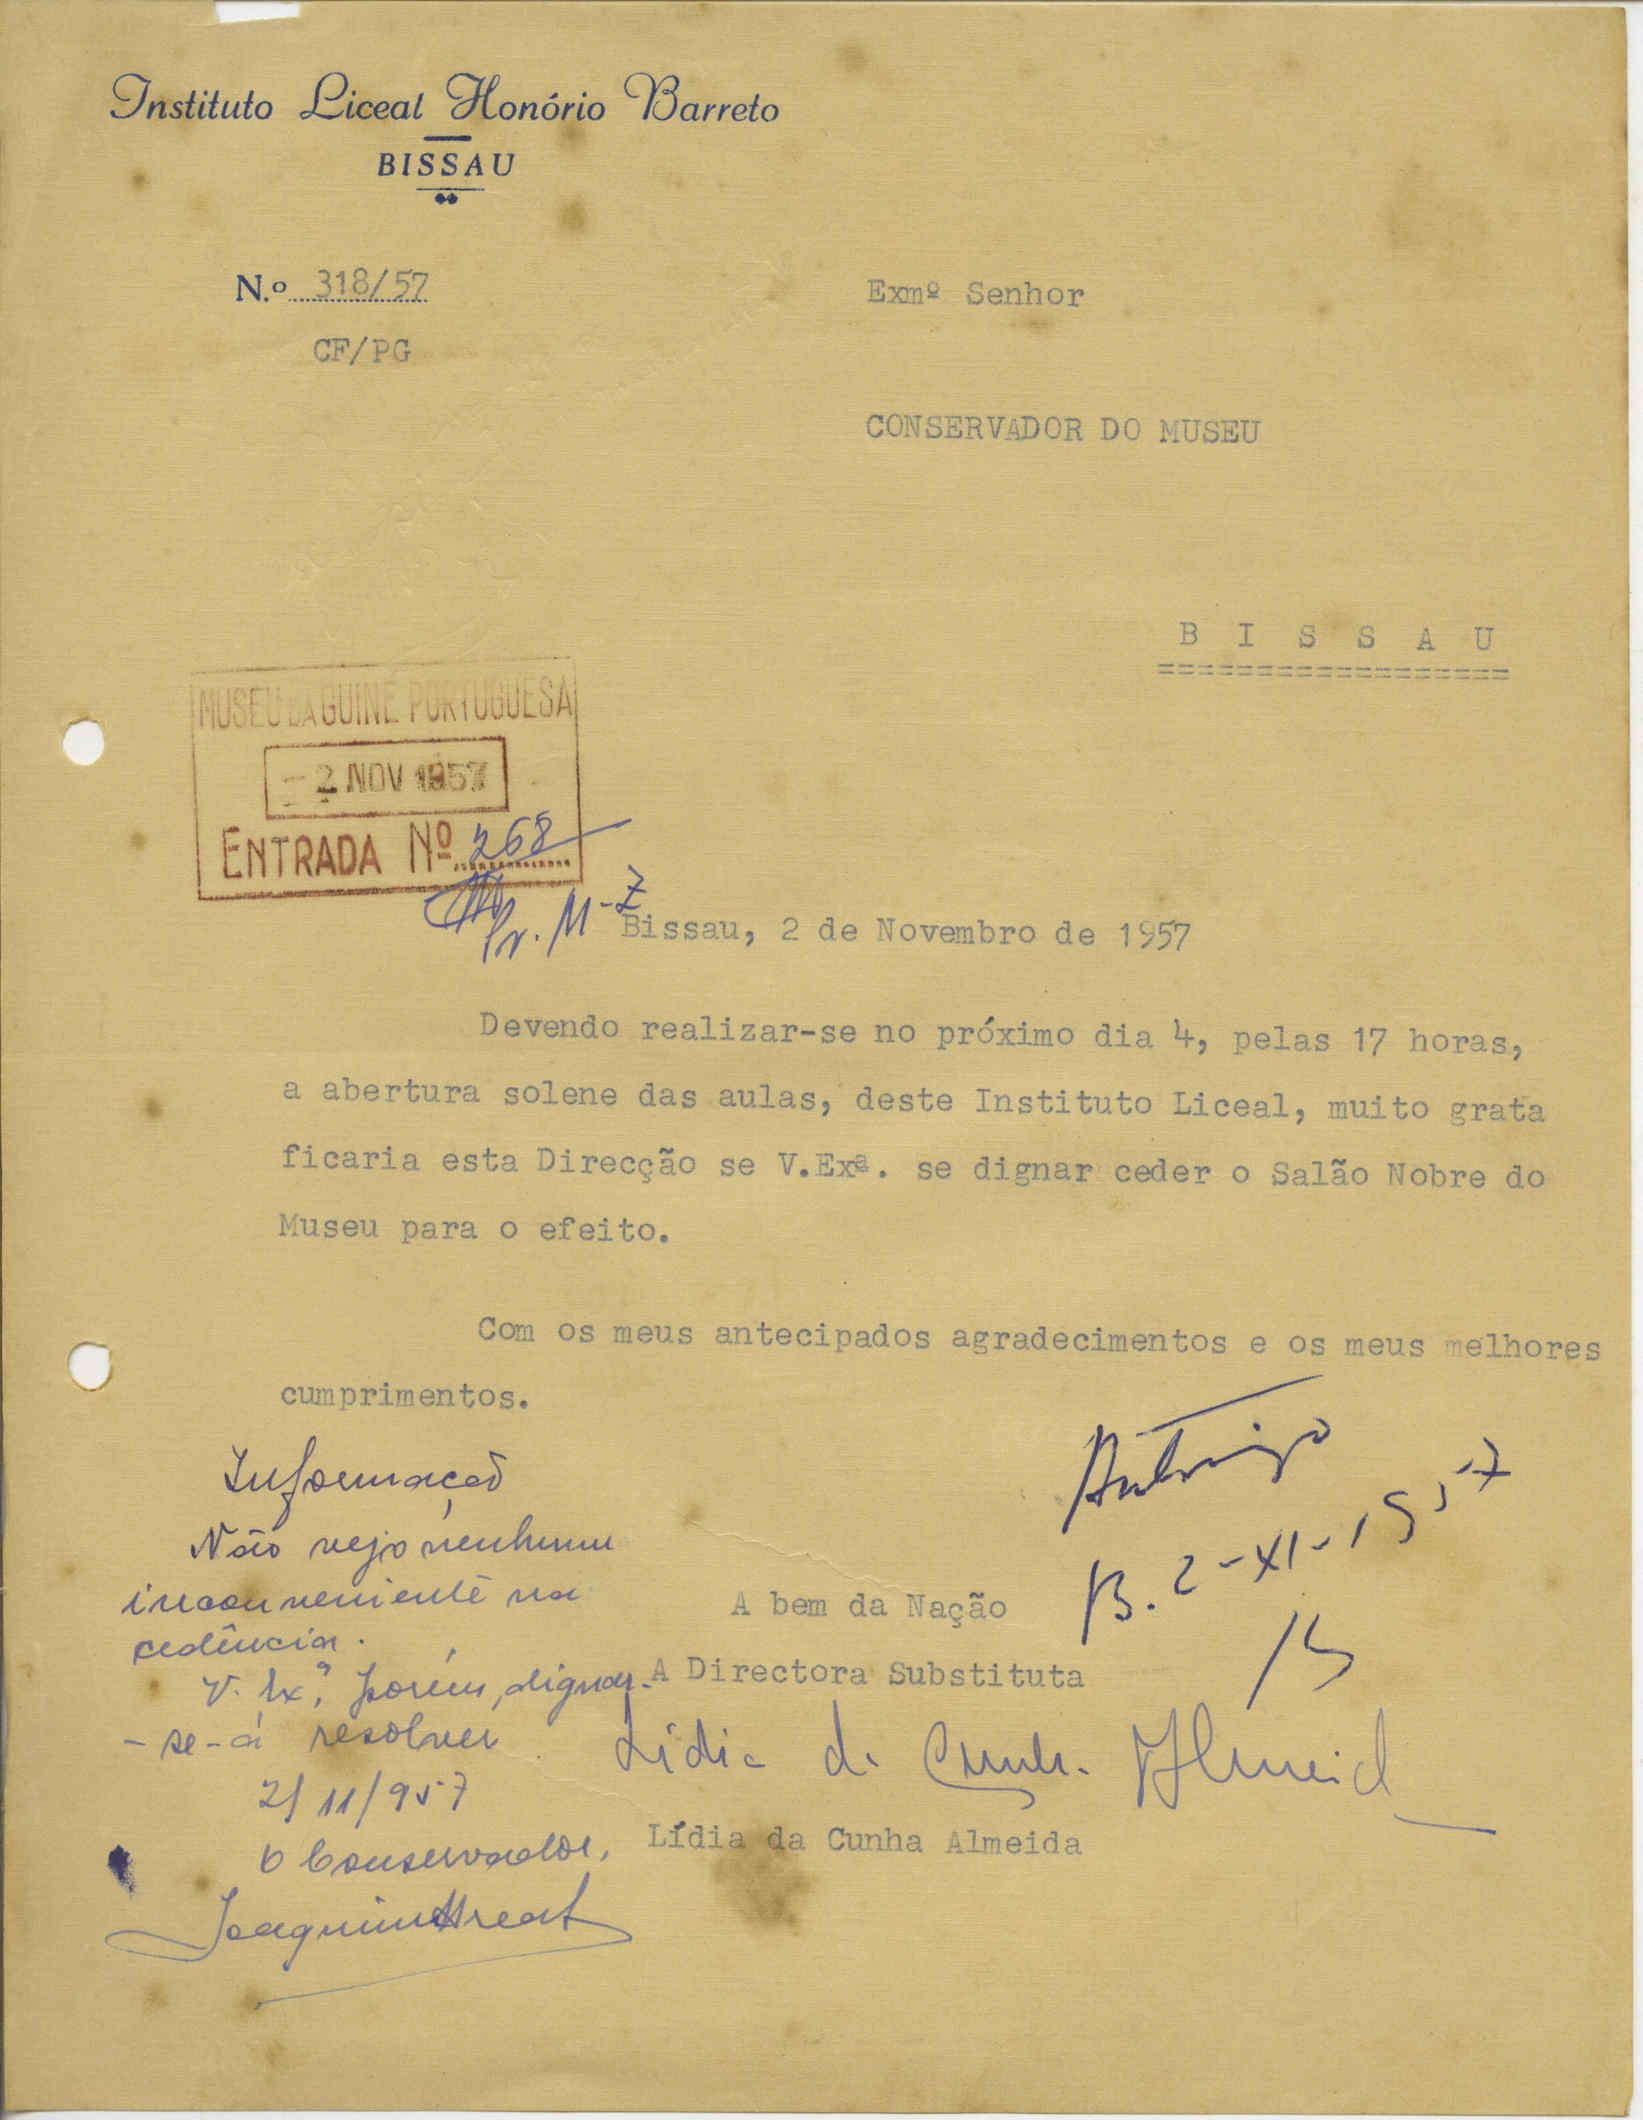 Instituto Liceal Honório Barreto
BISSAU
N.º 318/57
CF/PG
Exmº Senhor
CONSERVADOR DO MUSEU
B I S S A U
==================
MUSEU DA GUINÉ PORTUGUESA
- 2 NOV 1957
ENTRADA Nº 268
Pr. M-2
Bissau, 2 de Novembro de 1957
Devendo realizar-se no próximo dia 4, pelas 17 horas,
a abertura solene das aulas, deste Instituto Liceal, muito grata
ficaria esta Direcção se V.Exª. se dignar ceder o Salão Nobre do
Museu para o efeito.
Com os meus antecipados agradecimentos e os meus melhores
cumprimentos.
Informação
Não vejo nenhum
inconveniente na
cedência.
V. Exª, porém, dignar-
-se-á resolver
2/11/957
O Conservador,
Autorizo
B. 2-XI-1957
A bem da Nação
A Directora Substituta
Lídia da Cunha Almeida
Lídia da Cunha Almeida